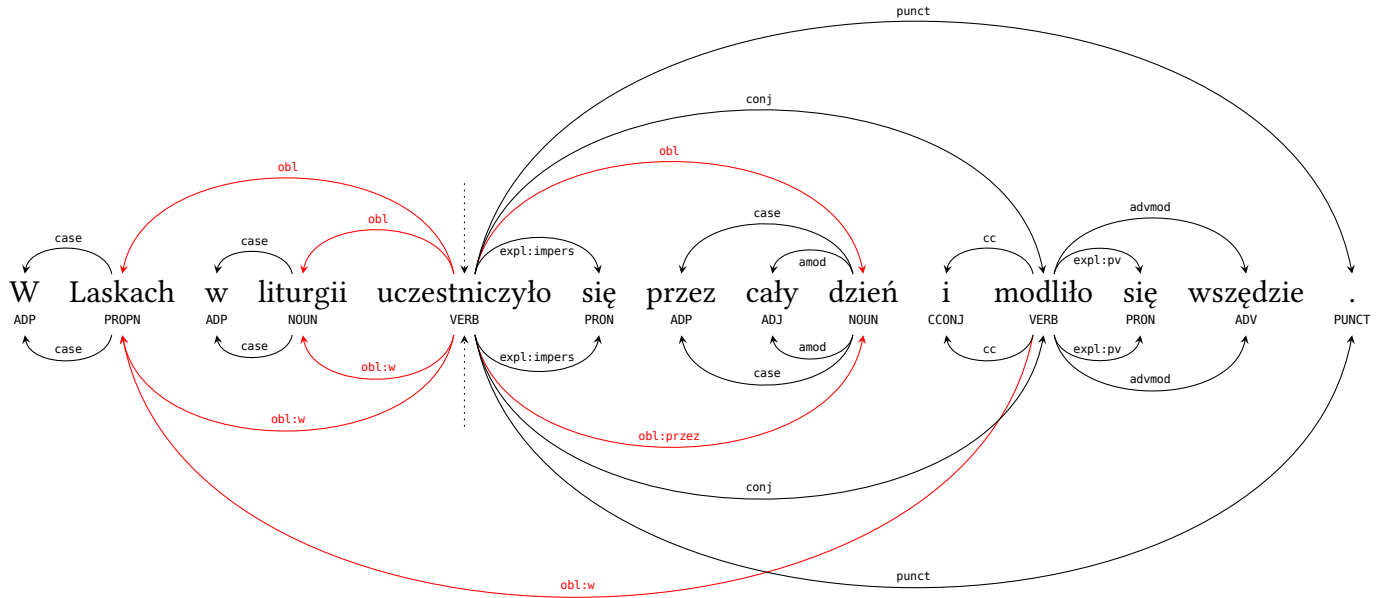 punct
conj
obl obl
obl case advmod
case case expl:impers amod cc expl:pv
W Laskach w liturgii uczestniczyło się przez cały dzień i modliło się wszędzie .
ADP PROPN ADP NOUN VERB PRON ADP ADJ NOUN CCONJ VERB PRON ADV PUNCT
case case expl:impers amod cc expl:pv
obl:w case advmod
obl:w obl:przez
conj
obl:w punct